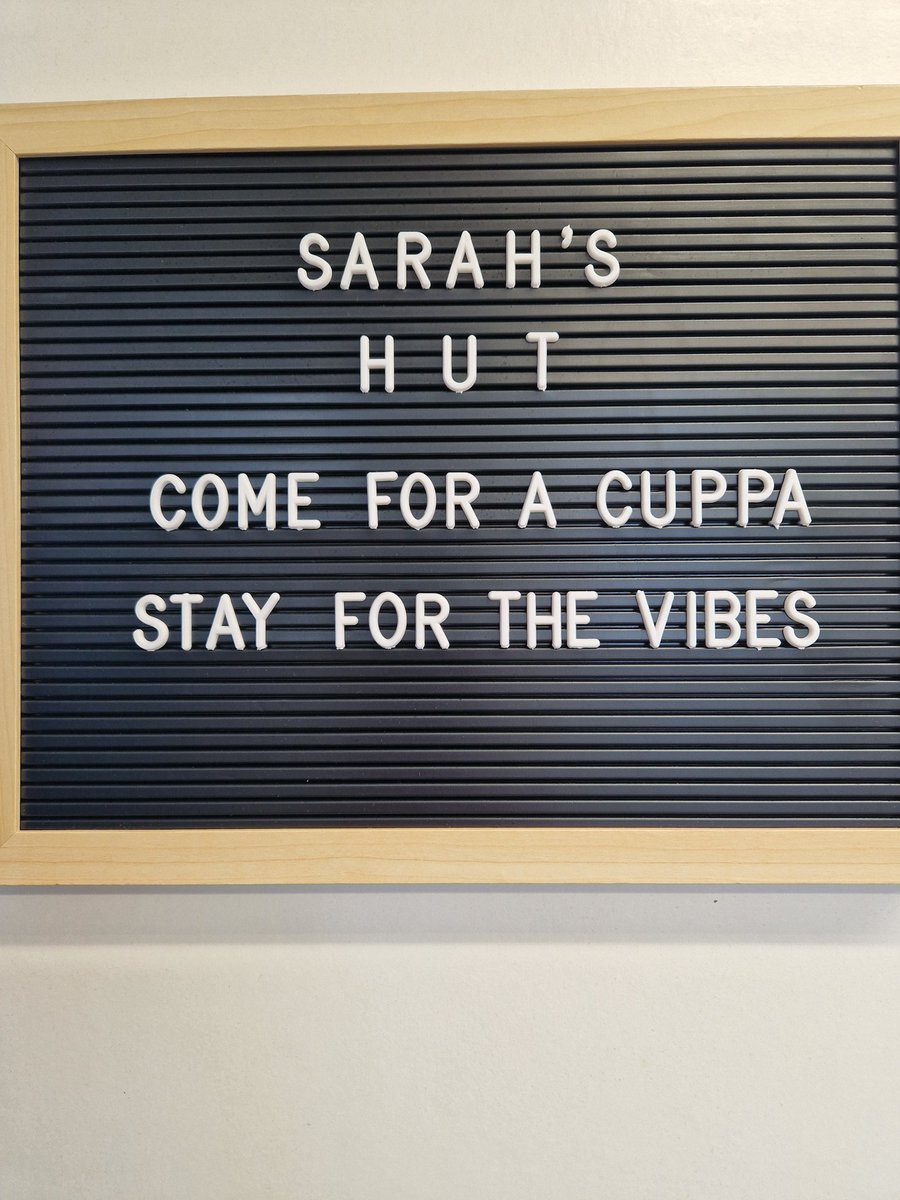 SARAH'S
HUT
COME FOR A CUPPA
STAY FOR THE VIBES